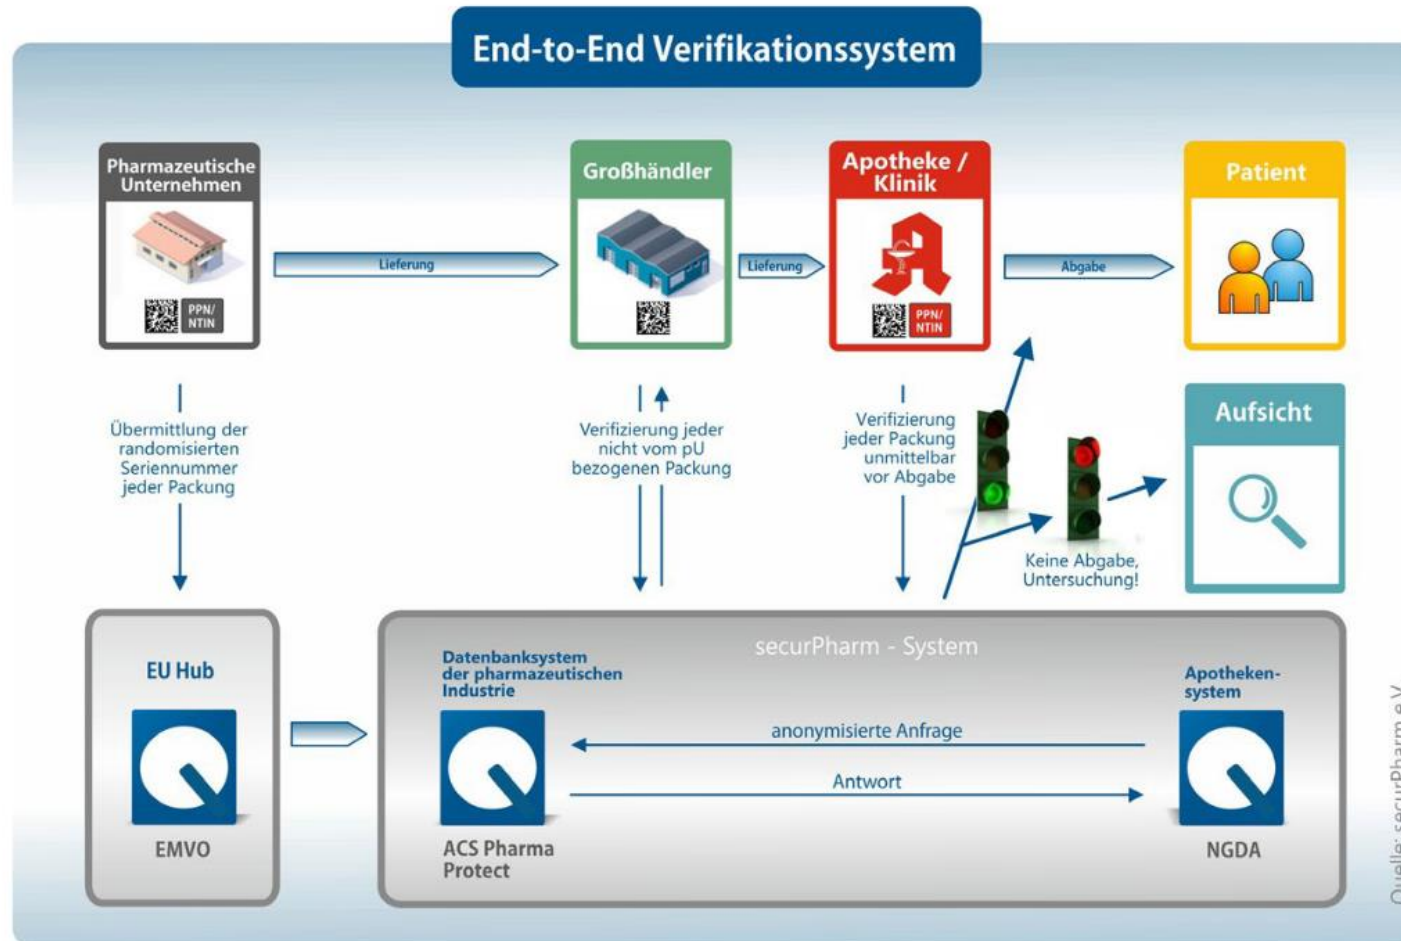 End-to-End Verifikationssystem
Pharmazeutische
Unternehmen
PPN/
NTIN
Lieferung
Großhändler
Lieferung
Apotheke /
Klinik
PPN/
NTIN
Abgabe
Patient
Übermittlung der
randomisierten
Seriennummer
jeder Packung
Verifizierung jeder
nicht vom pU
bezogenen Packung
Verifizierung
jeder Packung
unmittelbar
vor Abgabe
Keine Abgabe,
Untersuchung!
Aufsicht
EU Hub
EMVO
securPharm - System
Datenbanksystem
der pharmazeutischen
Industrie
ACS Pharma
Protect
anonymisierte Anfrage
Antwort
Apotheken-
system
NGDA
Quelle: securPharm e.V.